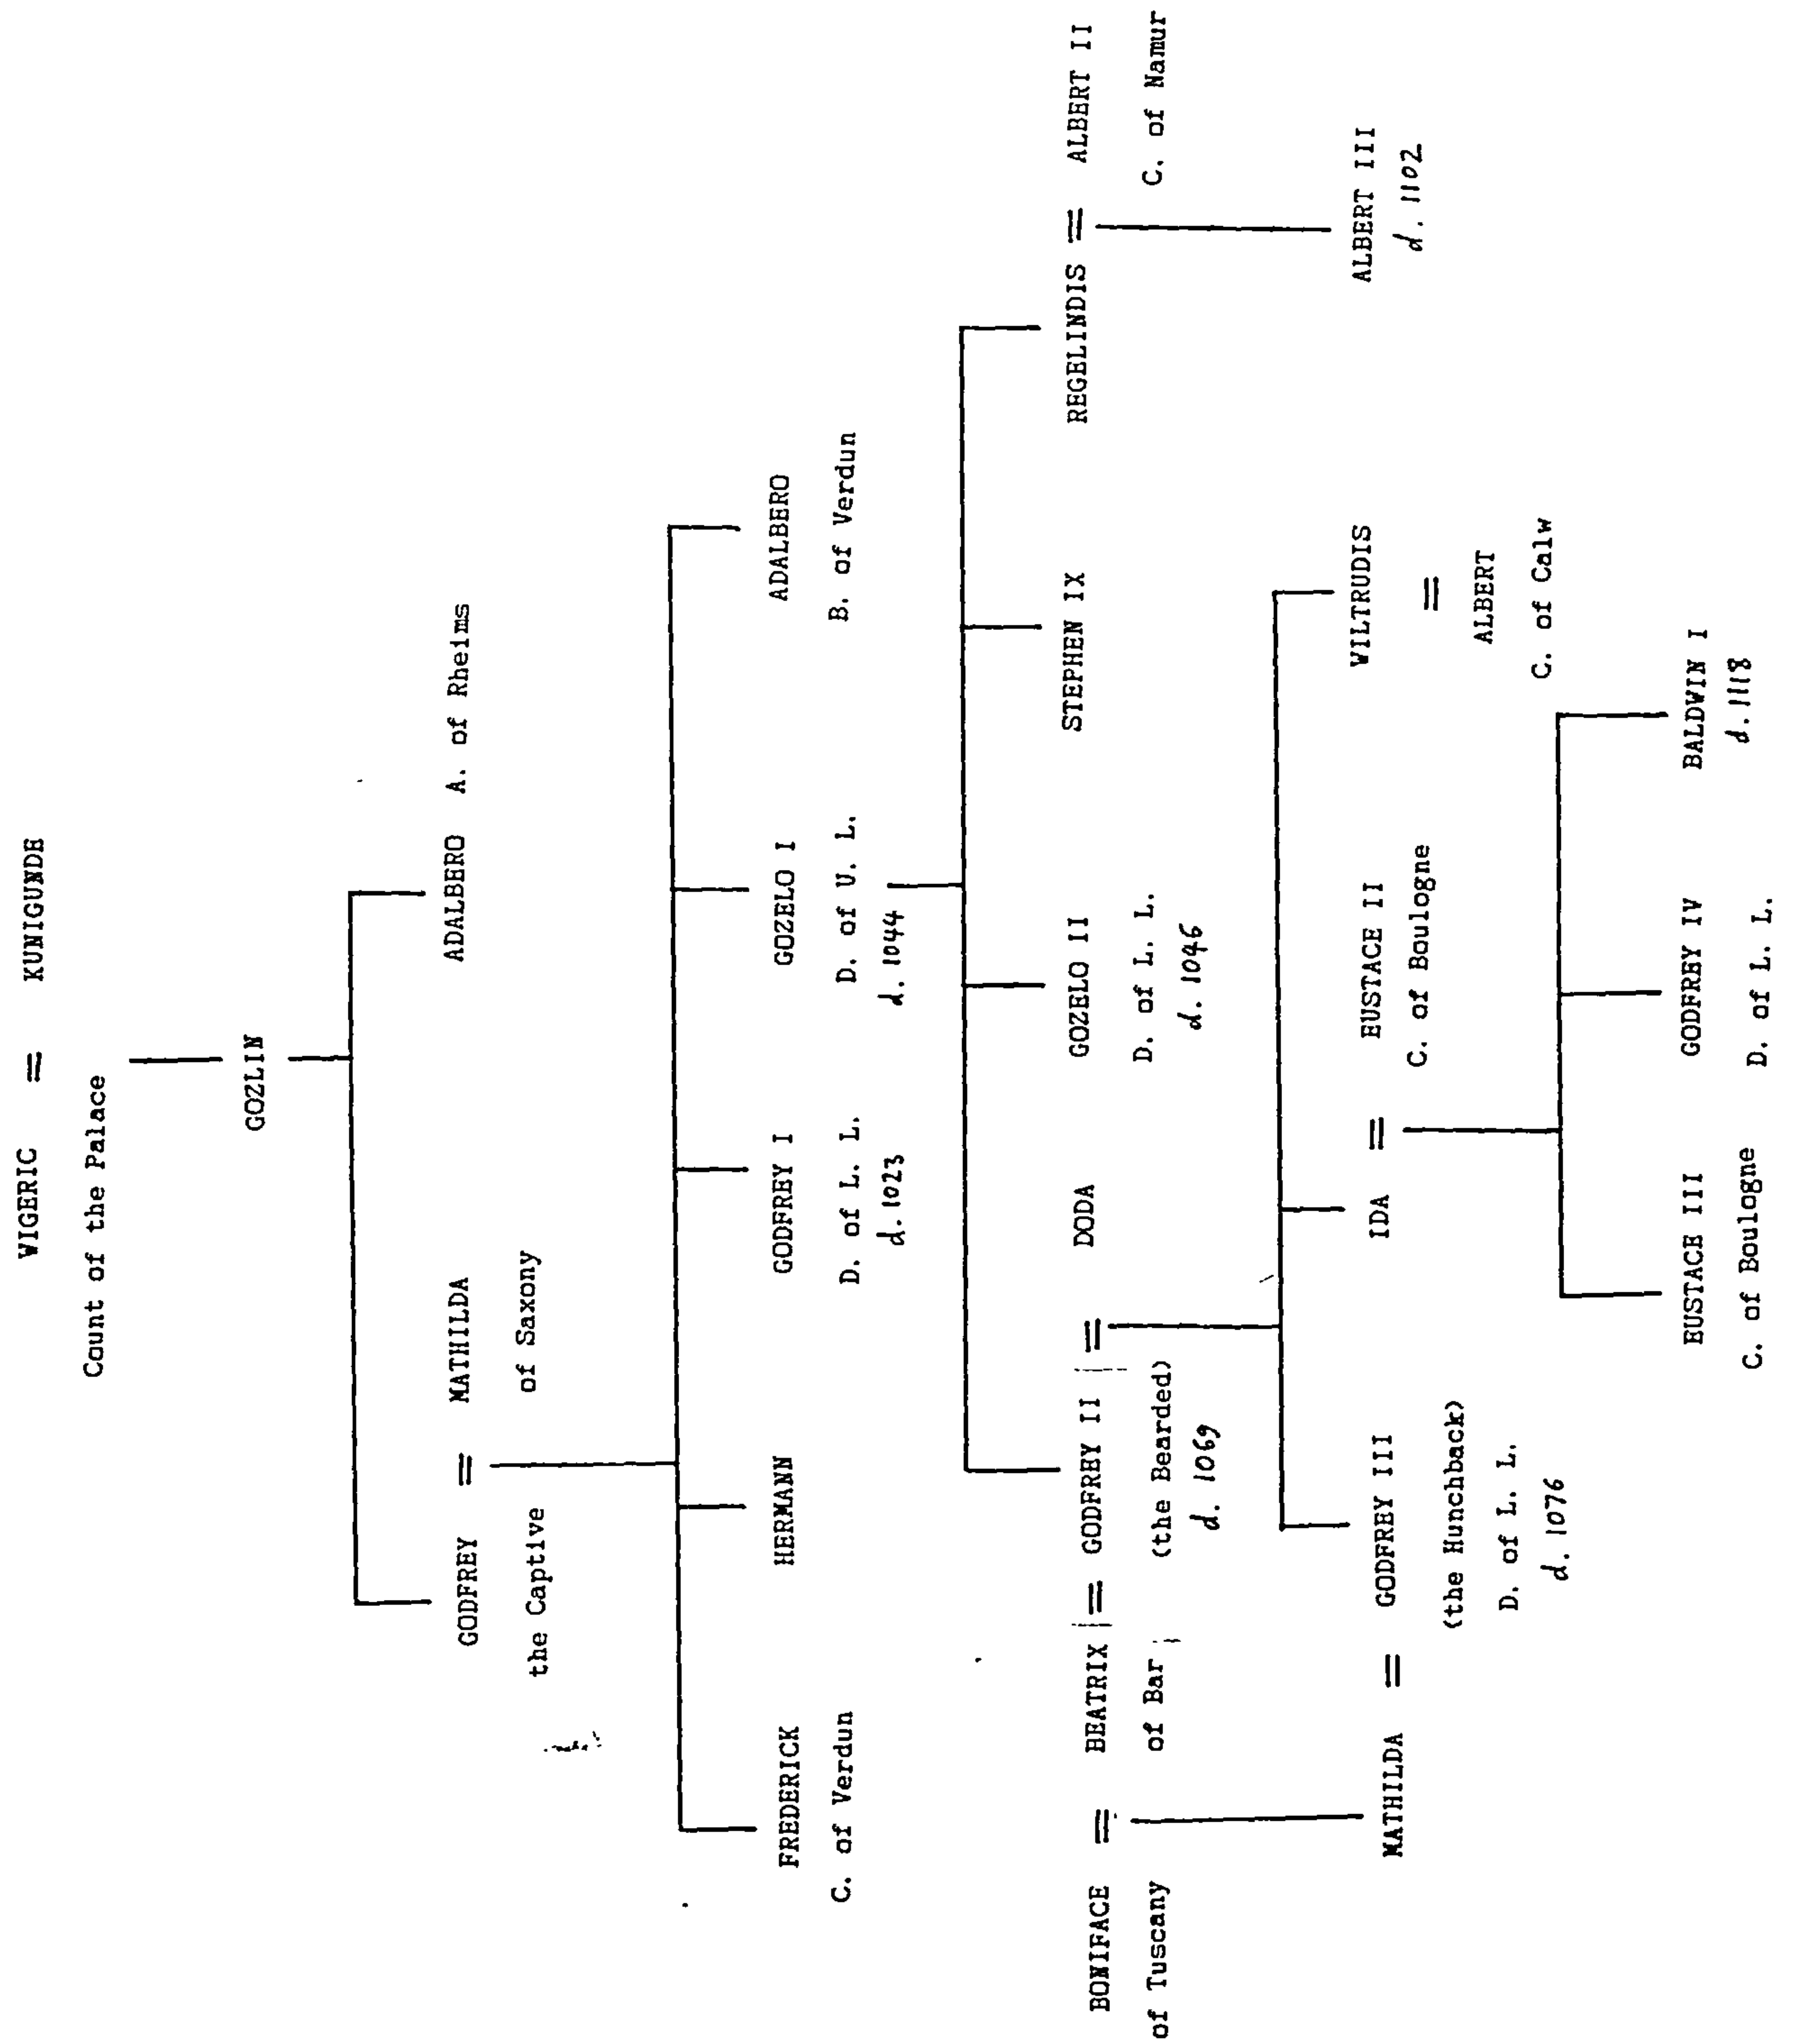 WIGERIC = KUNIGUNDE
Count of the Palace
GOZLIN
GODFREY = MATHILDA ADALBERO A. of Rheims
the Captive of Saxony
FREDERICK HERMANN GODFREY I GOZELO I ADALBERO
C. of Verdun D. of L. L. D. of U. L. B. of Verdun
d. 1023 d. 1044
BONIFACE = BEATRIX = GODFREY II = DODA GOZELO II STEPHEN IX REGELINDIS = ALBERT II
of Tuscany of Bar (the Bearded) D. of L. L. C. of Namur
d. 1069 d. 1046
MATHILDA = GODFREY III IDA = EUSTACE II WILTRUDIS ALBERT III
(the Hunchback) C. of Boulogne = d. 1102
D. of L. L. ALBERT
d. 1076 C. of Calw
EUSTACE III GODFREY IV BALDWIN I
C. of Boulogne D. of L. L. d. 1118